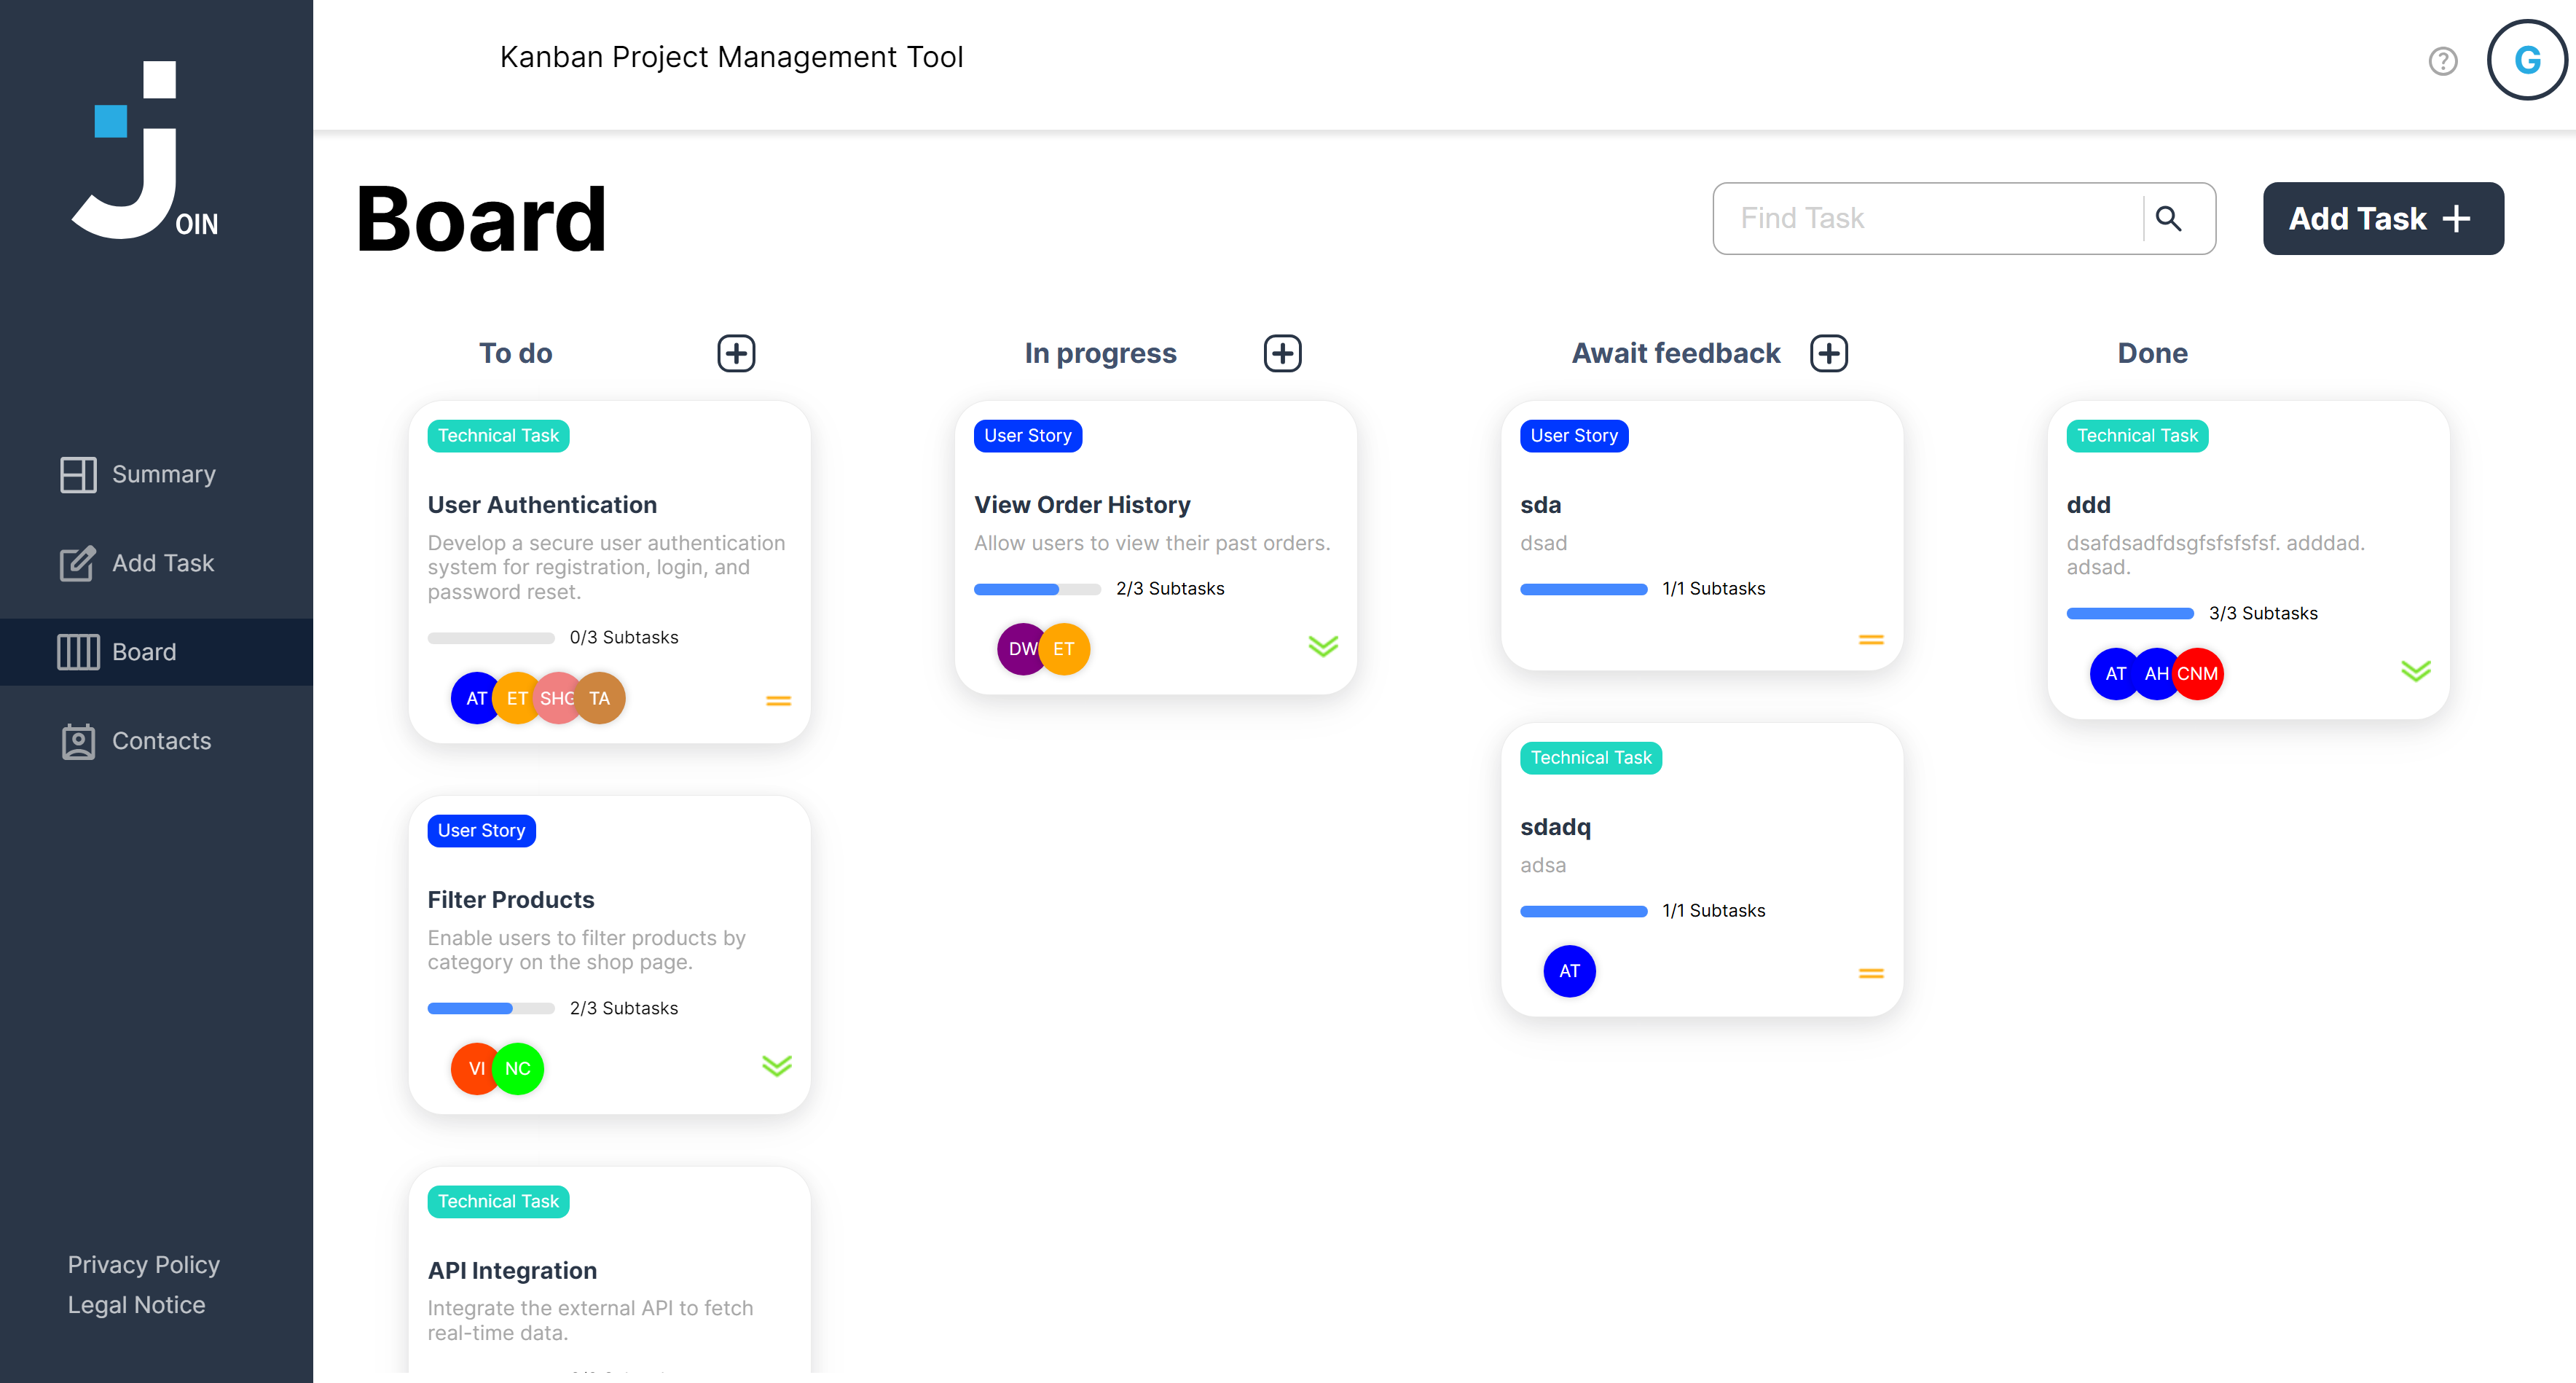 OIN
Kanban Project Management Tool
G
Board
Find Task
Add Task
Summary
Add Task
Board
Contacts
Privacy Policy
Legal Notice
To do
Technical Task
User Authentication
Develop a secure user authentication
system for registration, login, and
password reset.
0/3 Subtasks
AT ET SHG TA
User Story
Filter Products
Enable users to filter products by
category on the shop page.
2/3 Subtasks
VI NC
Technical Task
API Integration
Integrate the external API to fetch
real-time data.
In progress
User Story
View Order History
Allow users to view their past orders.
2/3 Subtasks
DW ET
Await feedback
User Story
sda
dsad
1/1 Subtasks
Technical Task
sdadq
adsa
1/1 Subtasks
AT
Done
Technical Task
ddd
dsafdsadfdsgfsfsfsfsf. adddad.
adsad.
3/3 Subtasks
AT AH CNM